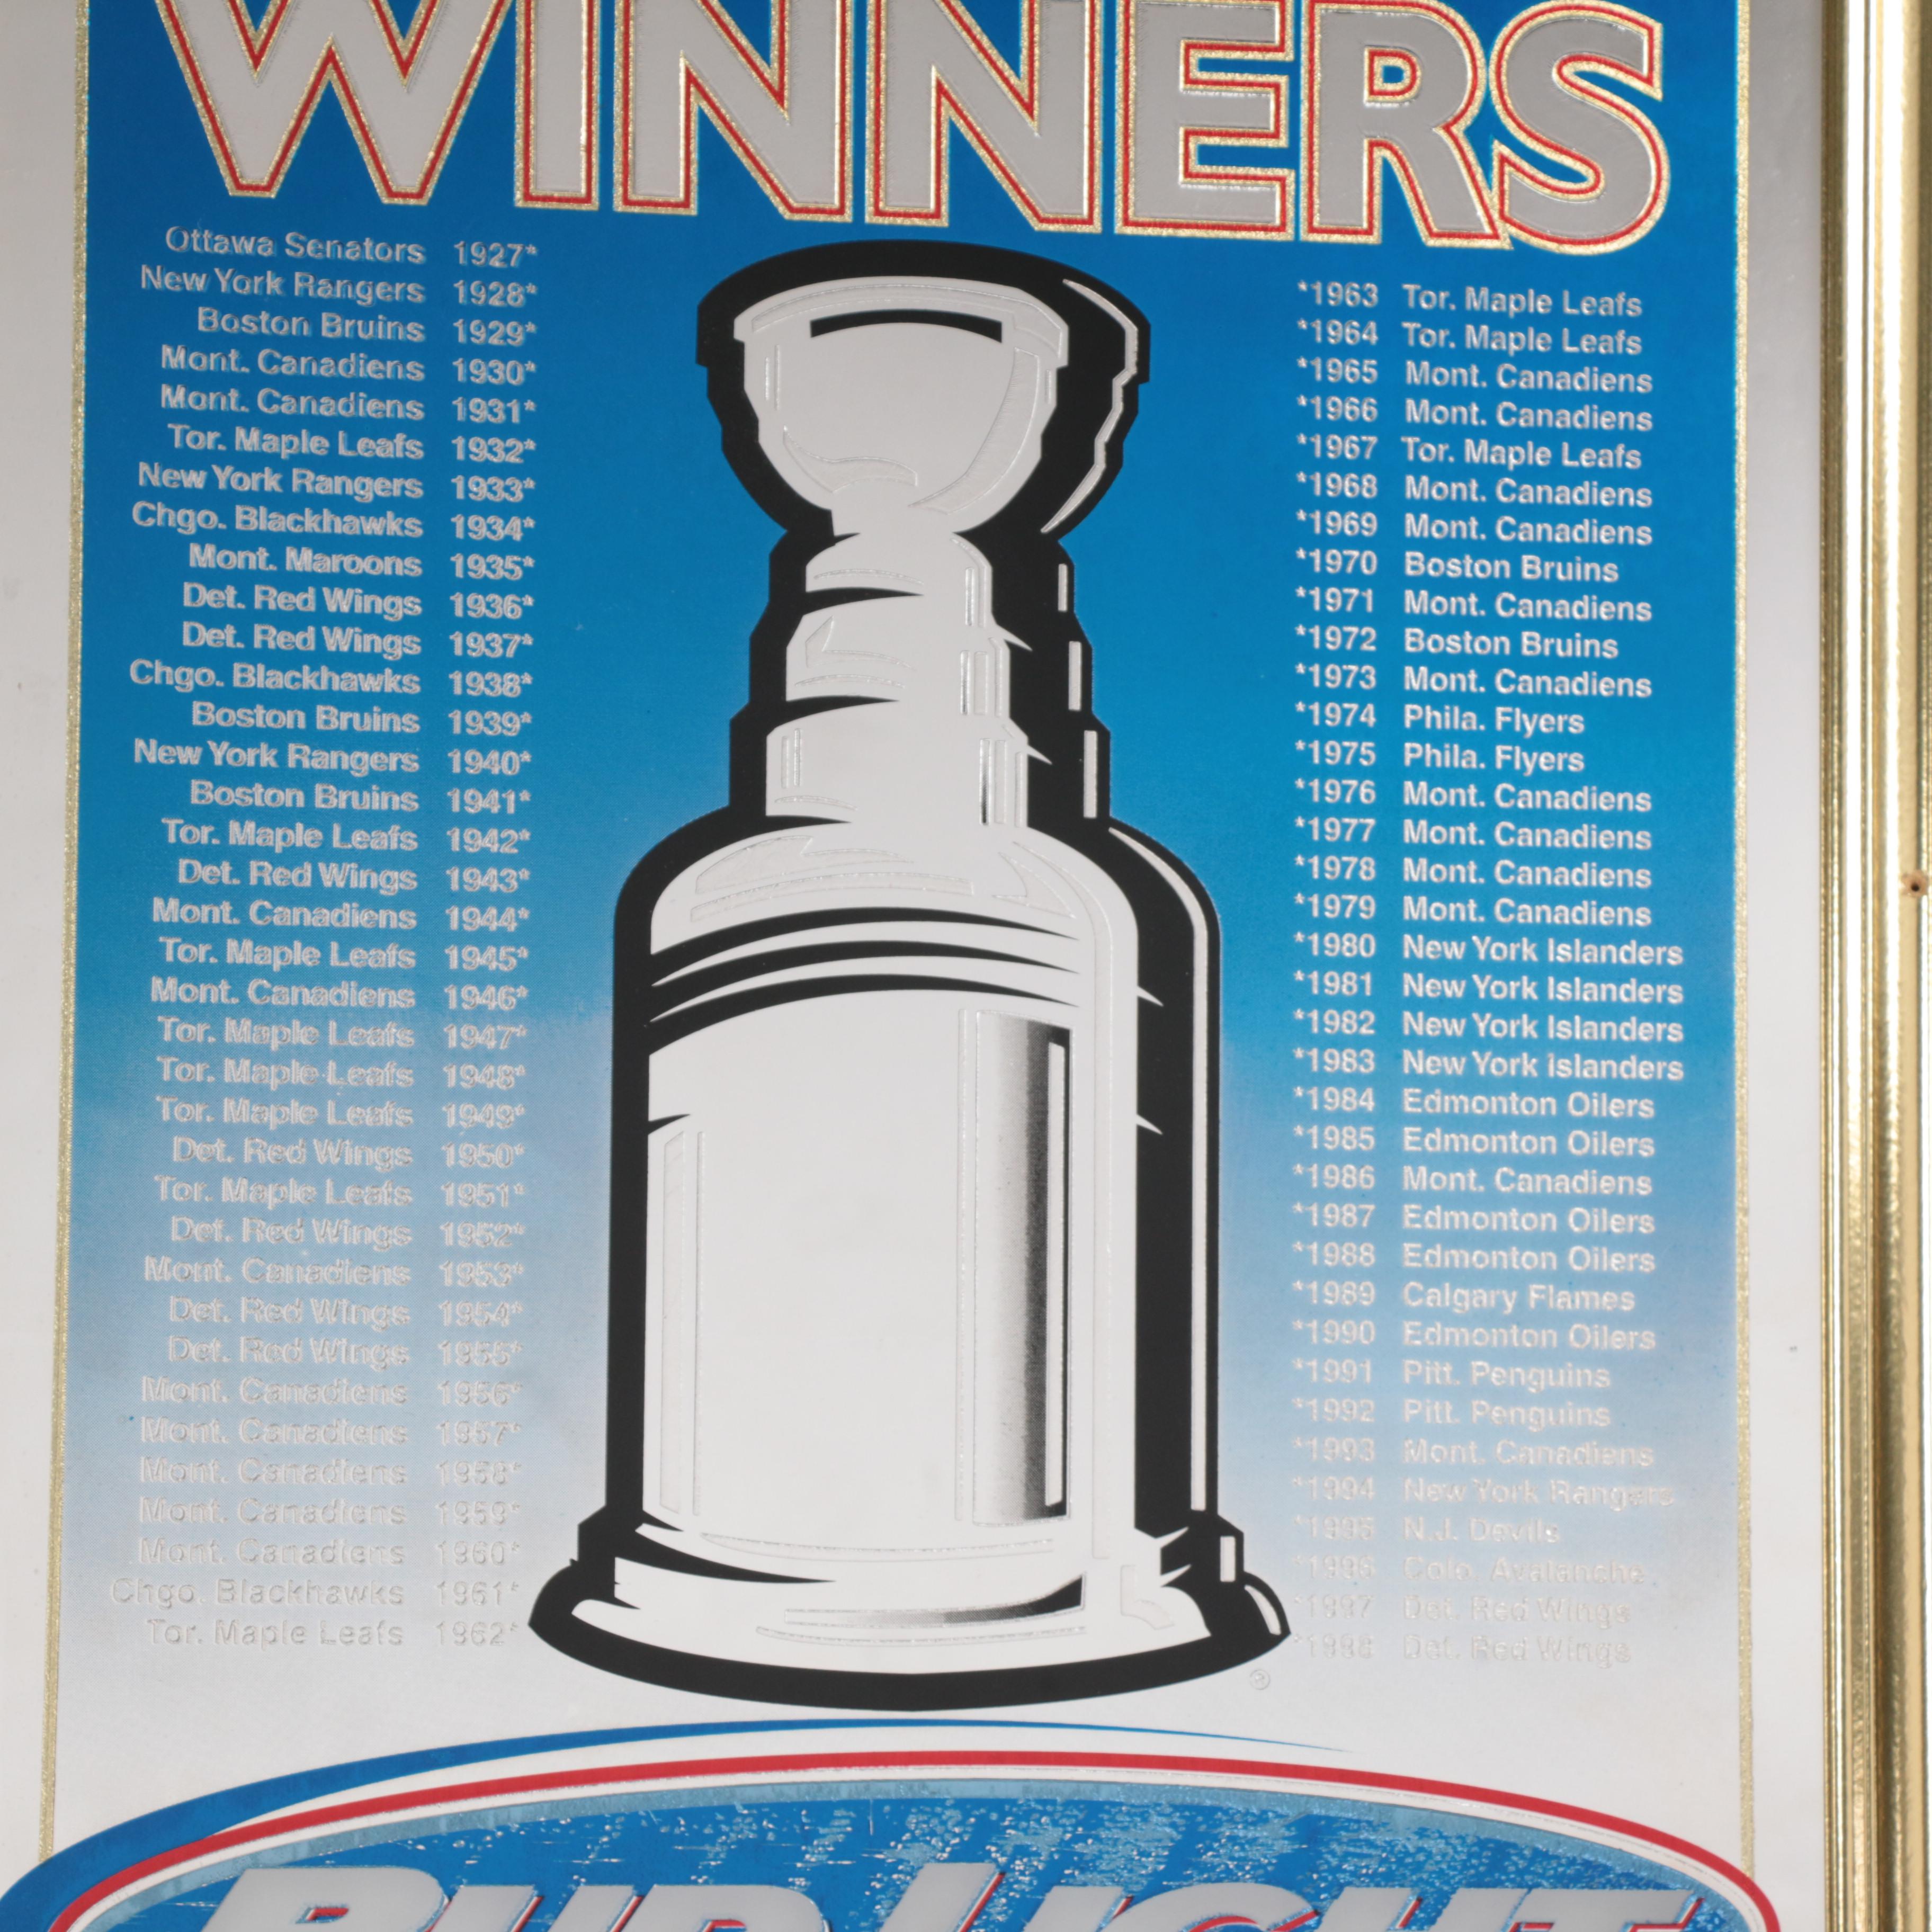 WINNERS
Ottawa Senators 1927*
New York Rangers 1928*
Boston Bruins 1929*
Mont. Canadiens 1930*
Mont. Canadiens 1931*
Tor. Maple Leafs 1932*
New York Rangers 1933*
Chgo. Blackhawks 1934*
Mont. Maroons 1935*
Det. Red Wings 1936*
Det. Red Wings 1937*
Chgo. Blackhawks 1938*
Boston Bruins 1939*
New York Rangers 1940*
Boston Bruins 1941*
Tor. Maple Leafs 1942*
Det. Red Wings 1943*
Mont. Canadiens 1944*
Tor. Maple Leafs 1945*
Mont. Canadiens 1946*
Tor. Maple Leafs 1947*
Tor. Maple Leafs 1948*
Tor. Maple Leafs 1949*
Det. Red Wings 1950*
Tor. Maple Leafs 1951*
Det. Red Wings 1952*
Mont. Canadiens 1953*
Det. Red Wings 1954*
Det. Red Wings 1955*
Mont. Canadiens 1956*
Mont. Canadiens 1957*
Mont. Canadiens 1958*
Mont. Canadiens 1959*
Mont. Canadiens 1960*
Chgo. Blackhawks 1961*
Tor. Maple Leafs 1962*
*1963 Tor. Maple Leafs
*1964 Tor. Maple Leafs
*1965 Mont. Canadiens
*1966 Mont. Canadiens
*1967 Tor. Maple Leafs
*1968 Mont. Canadiens
*1969 Mont. Canadiens
*1970 Boston Bruins
*1971 Mont. Canadiens
*1972 Boston Bruins
*1973 Mont. Canadiens
*1974 Phila. Flyers
*1975 Phila. Flyers
*1976 Mont. Canadiens
*1977 Mont. Canadiens
*1978 Mont. Canadiens
*1979 Mont. Canadiens
*1980 New York Islanders
*1981 New York Islanders
*1982 New York Islanders
*1983 New York Islanders
*1984 Edmonton Oilers
*1985 Edmonton Oilers
*1986 Mont. Canadiens
*1987 Edmonton Oilers
*1988 Edmonton Oilers
*1989 Calgary Flames
*1990 Edmonton Oilers
*1991 Pitt. Penguins
*1992 Pitt. Penguins
*1993 Mont. Canadiens
*1994 New York Rangers
*1995 N.J. Devils
*1996 Colo. Avalanche
*1997 Det. Red Wings
*1998 Det. Red Wings
®
BUD LIGHT